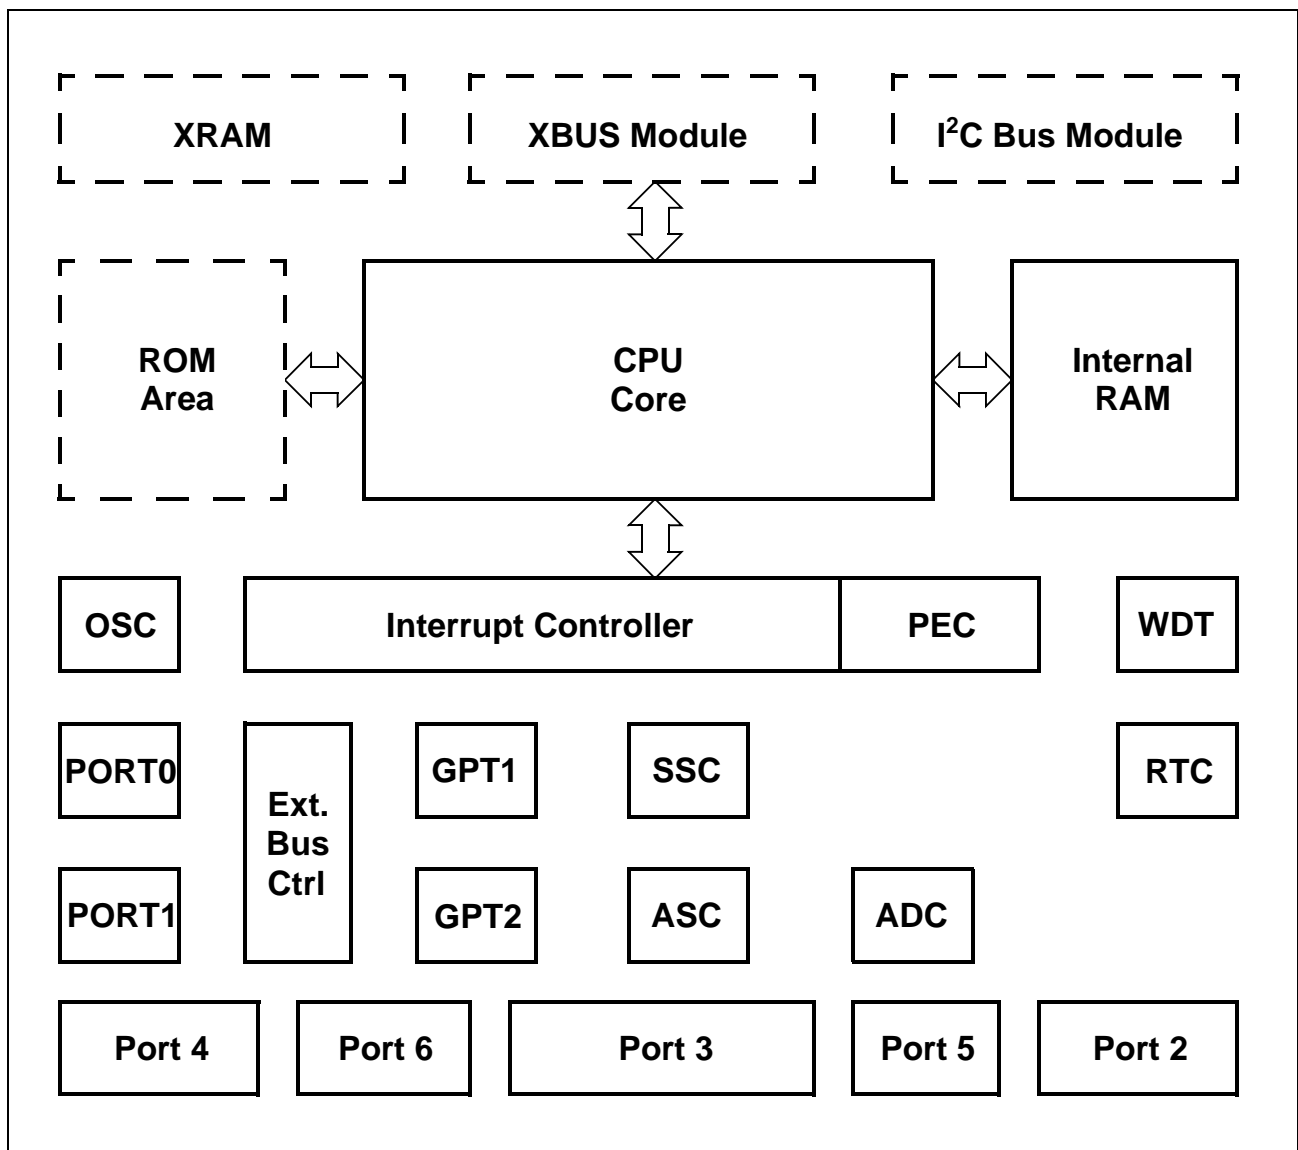 XRAM
XBUS Module
I²C Bus Module
ROM
Area
CPU
Core
Internal
RAM
OSC
Interrupt Controller
PEC
WDT
PORT0
Ext.
Bus
Ctrl
GPT1
SSC
RTC
PORT1
GPT2
ASC
ADC
Port 4
Port 6
Port 3
Port 5
Port 2